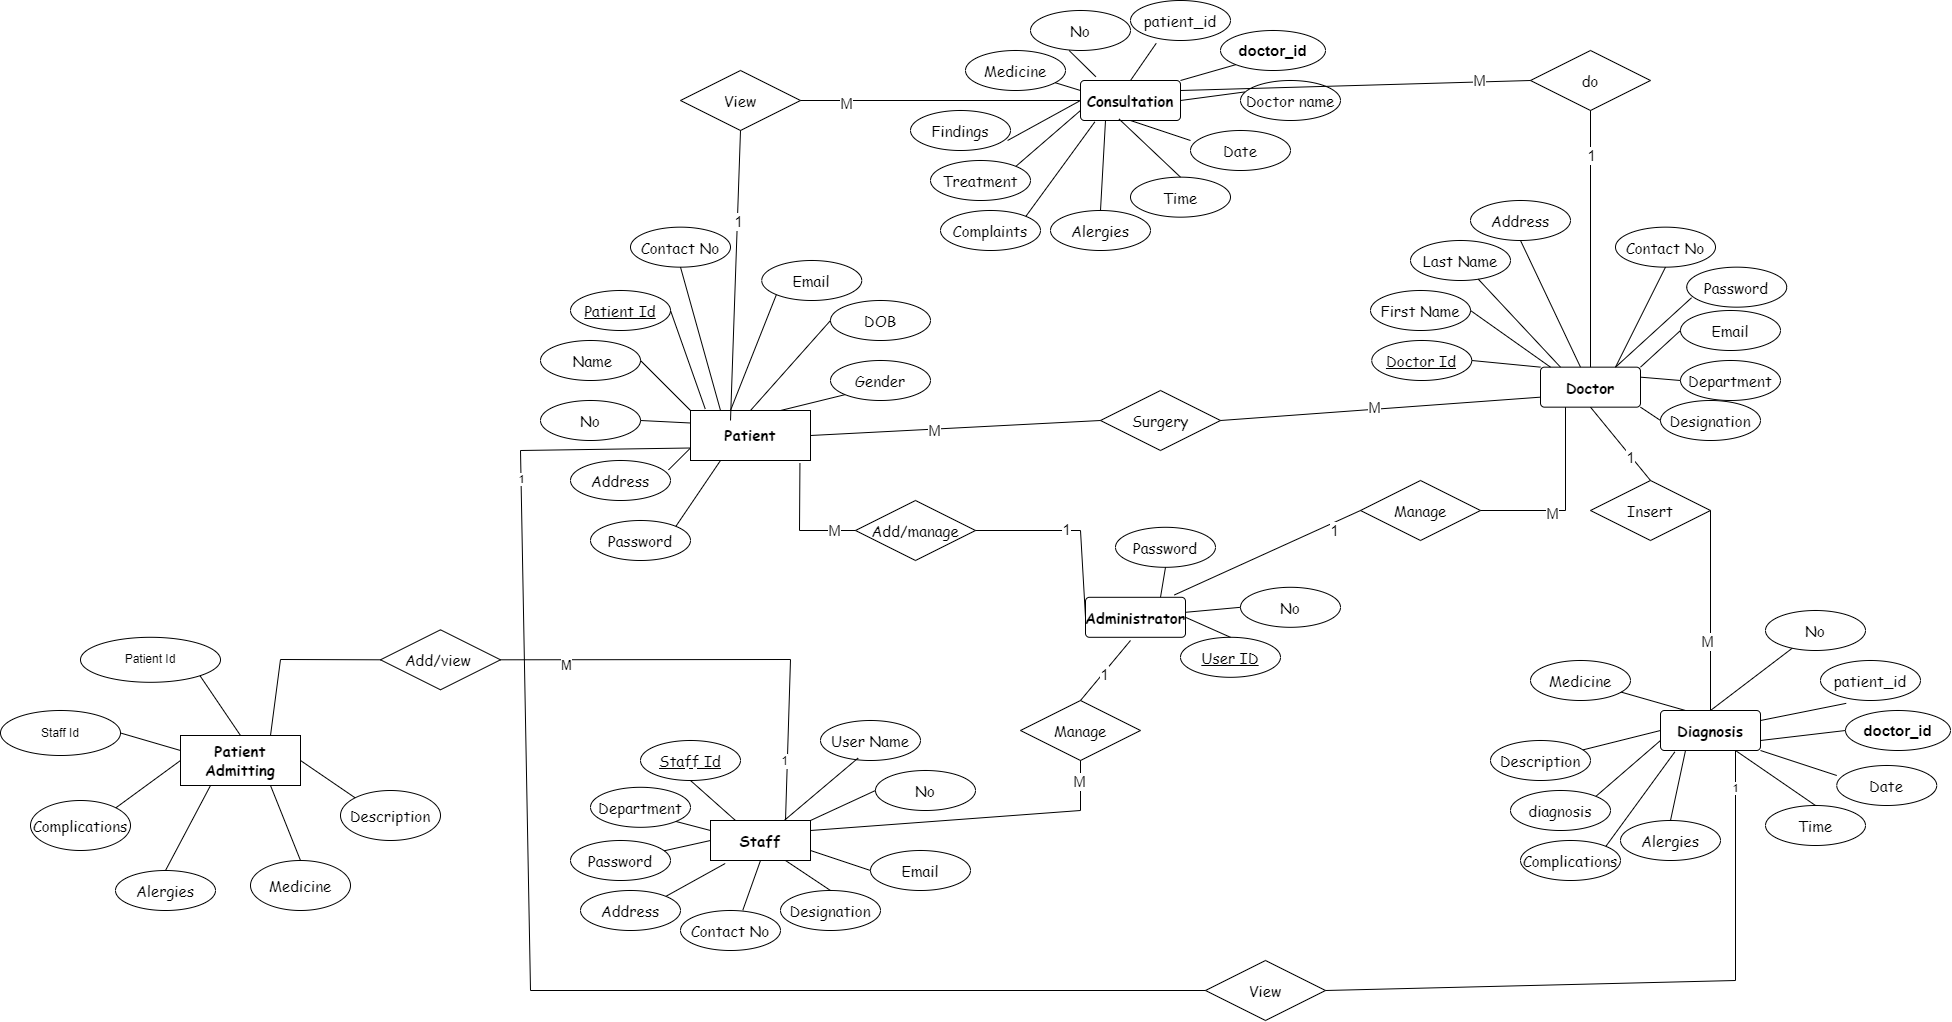 No
patient_id
doctor_id
Medicine
Consultation
Doctor name
View
M
M
do
Findings
Date
1
Treatment
Time
Complaints
Alergies
1
Contact No
Email
Patient Id
DOB
Name
Gender
No
Patient
Address
Password
Address
Last Name
Contact No
First Name
Password
Doctor Id
Email
Doctor
Department
Designation
M
Surgery
M
1
M
Add/manage
1
Manage
1
M
1
Insert
Password
Administrator
No
User ID
1
M
Patient Id
Add/view
M
Staff Id
Patient
Admitting
Complications
Description
Alergies
Medicine
Manage
M
1
User Name
Staff Id
No
Department
Staff
Password
Email
Address
Designation
Contact No
No
Medicine
patient_id
Diagnosis
doctor_id
Description
Date
1
diagnosis
Time
Alergies
Complications
View